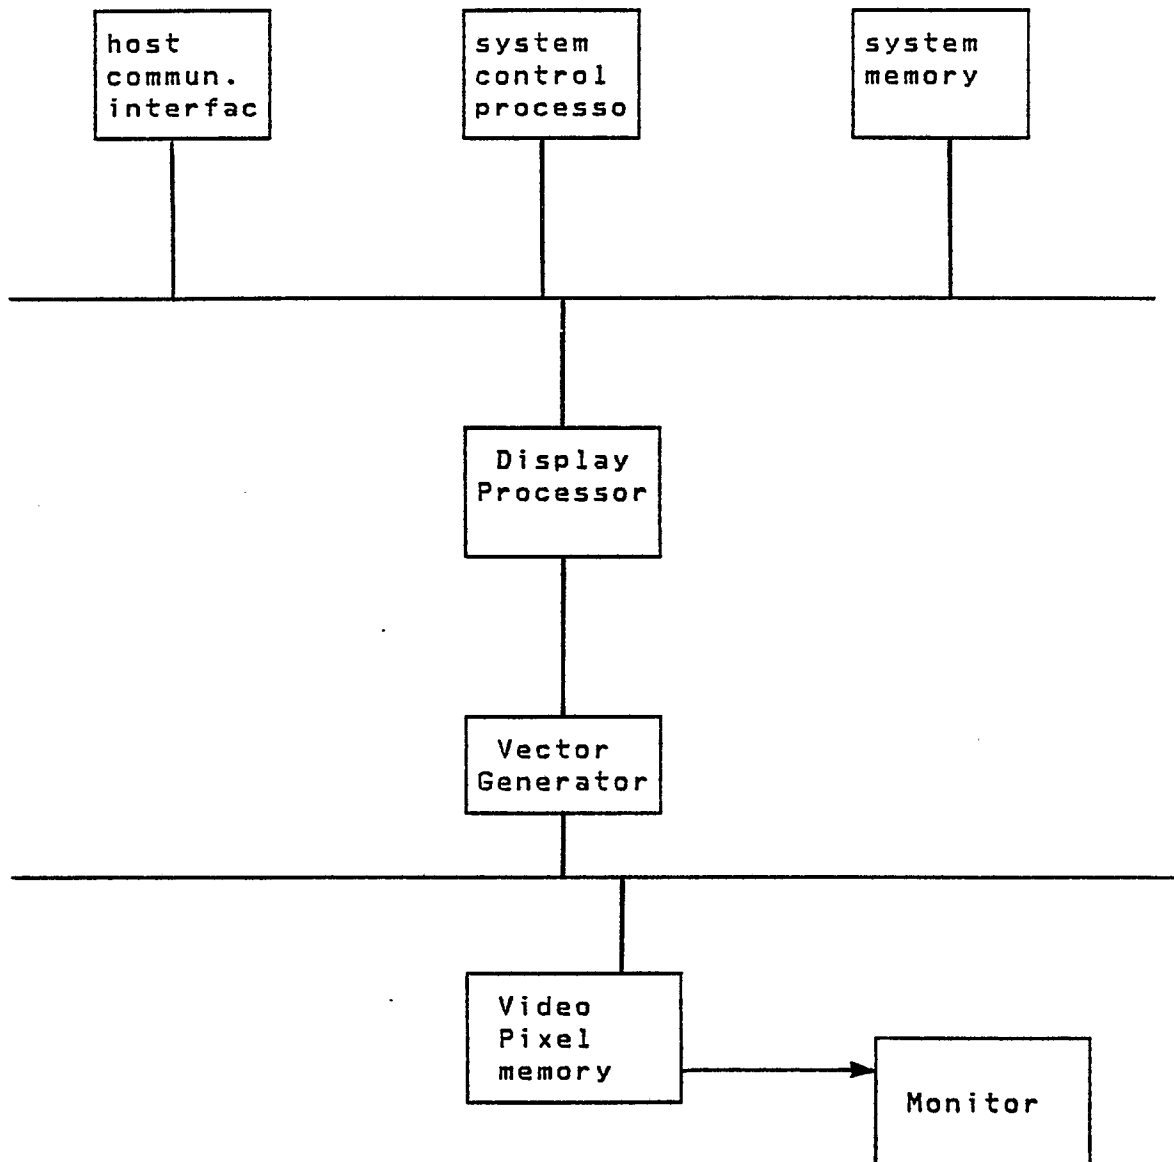 host
commun.
interfac
system
control
processo
system
memory
Display
Processor
Vector
Generator
Video
Pixel
memory
Monitor